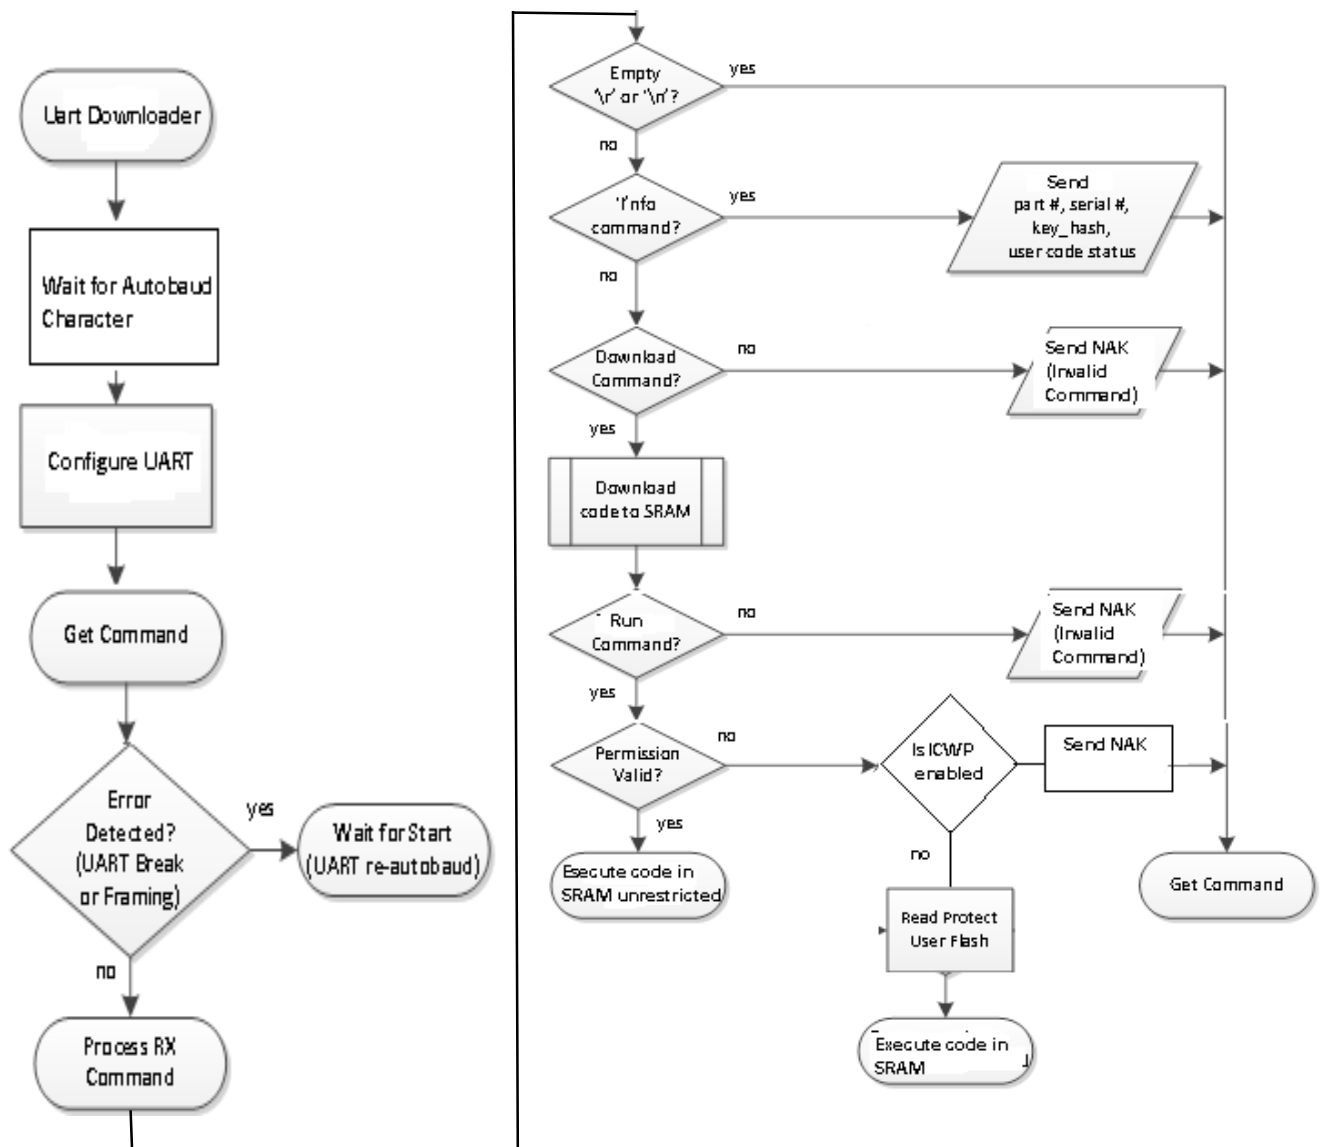 Uart Downloader
Wait for Autobaud
Character
Configure UART
Get Command
Error
Detected?
(UART Break
or Framing)
yes
Wait for Start
(UART re-autobaud)
no
Process RX
Command
Empty
'\r' or '\n'?
yes
no
'I'nfo
command?
yes
Send
part #, serial #,
key_hash,
user code status
no
Download
Command?
no
Send NAK
(Invalid
Command)
yes
Download
code to SRAM
Run
Command?
no
Send NAK
(Invalid
Command)
yes
Permission
Valid?
no
Is ICWP
enabled
Send NAK
yes
Execute code in
SRAM unrestricted
no
Get Command
Read Protect
User Flash
Execute code in
SRAM